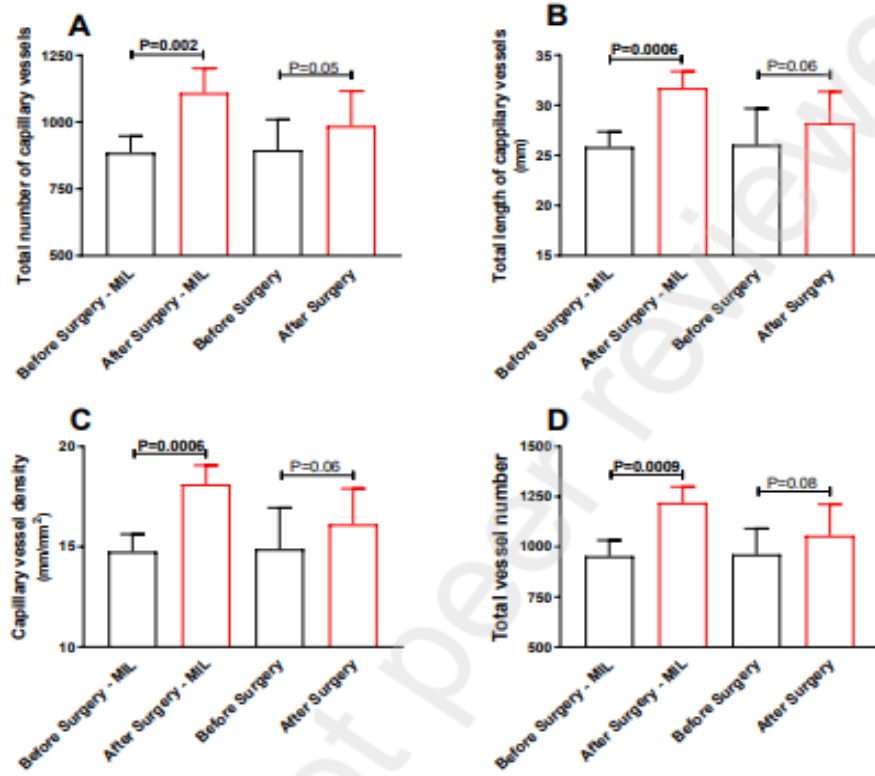 A
Total number of capillary vessels
1250
1000
750
500
P=0.002
P=0.05
Before Surgery - MIL
After Surgery - MIL
Before Surgery
After Surgery
B
Total length of cappilary vessels
(mm)
35
30
25
20
15
P=0.0006
P=0.06
Before Surgery - MIL
After Surgery - MIL
Before Surgery
After Surgery
C
Capillary vessel density
(mm/mm²)
20
15
10
P=0.0006
P=0.06
Before Surgery - MIL
After Surgery - MIL
Before Surgery
After Surgery
D
Total vessel number
1500
1250
1000
750
500
P=0.0009
P=0.08
Before Surgery - MIL
After Surgery - MIL
Before Surgery
After Surgery
ot peer reviewe